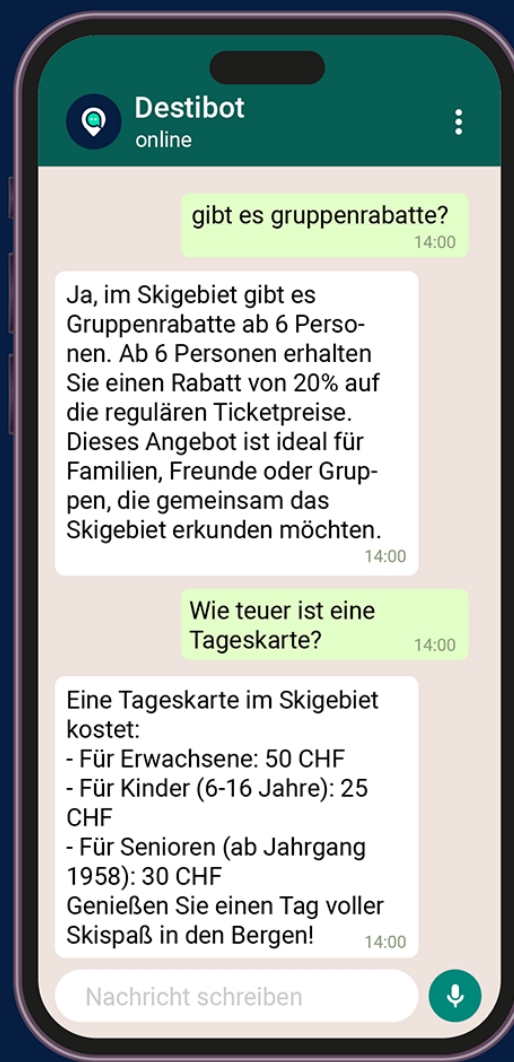 Destibot
online
gibt es gruppenrabatte?
14:00
Ja, im Skigebiet gibt es
Gruppenrabatte ab 6 Perso-
nen. Ab 6 Personen erhalten
Sie einen Rabatt von 20% auf
die regulären Ticketpreise.
Dieses Angebot ist ideal für
Familien, Freunde oder Grup-
pen, die gemeinsam das
Skigebiet erkunden möchten.
14:00
Wie teuer ist eine
Tageskarte? 14:00
Eine Tageskarte im Skigebiet
kostet:
- Für Erwachsene: 50 CHF
- Für Kinder (6-16 Jahre): 25
CHF
- Für Senioren (ab Jahrgang
1958): 30 CHF
Genießen Sie einen Tag voller
Skispaß in den Bergen! 14:00
Nachricht schreiben